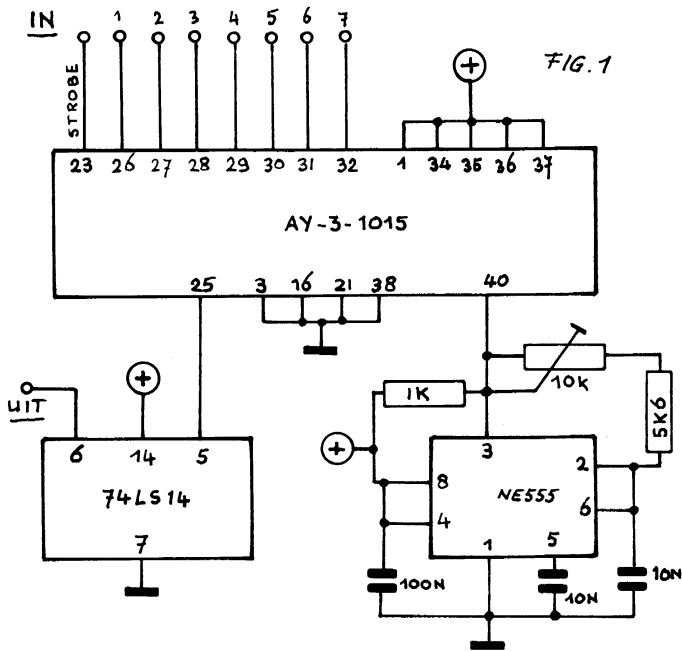 IN 1 2 3 4 5 6 7
FIG. 1
STROBE
23 26 27 28 29 30 31 32 1 34 35 36 37
AY-3-1015
25 3 16 21 38 40
10K
1K
5K6
UIT
6 14 5
3
2
8
74LS14
NE555
6
4
7
1 5
100N
10N
10N